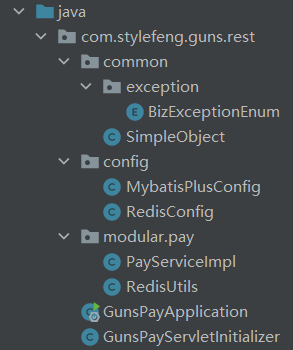 java
com.stylefeng.guns.rest
common
exception
BizExceptionEnum
SimpleObject
config
MybatisPlusConfig
RedisConfig
modular.pay
PayServiceImpl
RedisUtils
GunsPayApplication
GunsPayServletInitializer